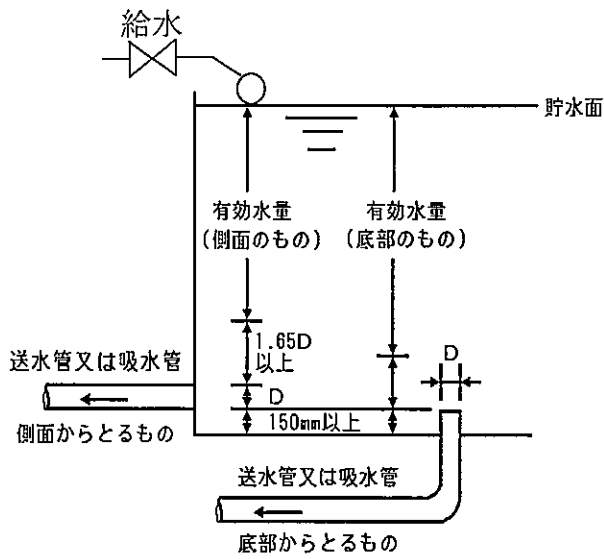 給水
貯水面
有効水量
(側面のもの)
有効水量
(底部のもの)
1.65D
以上
D
送水管又は吸水管
D
150mm以上
側面からとるもの
送水管又は吸水管
底部からとるもの